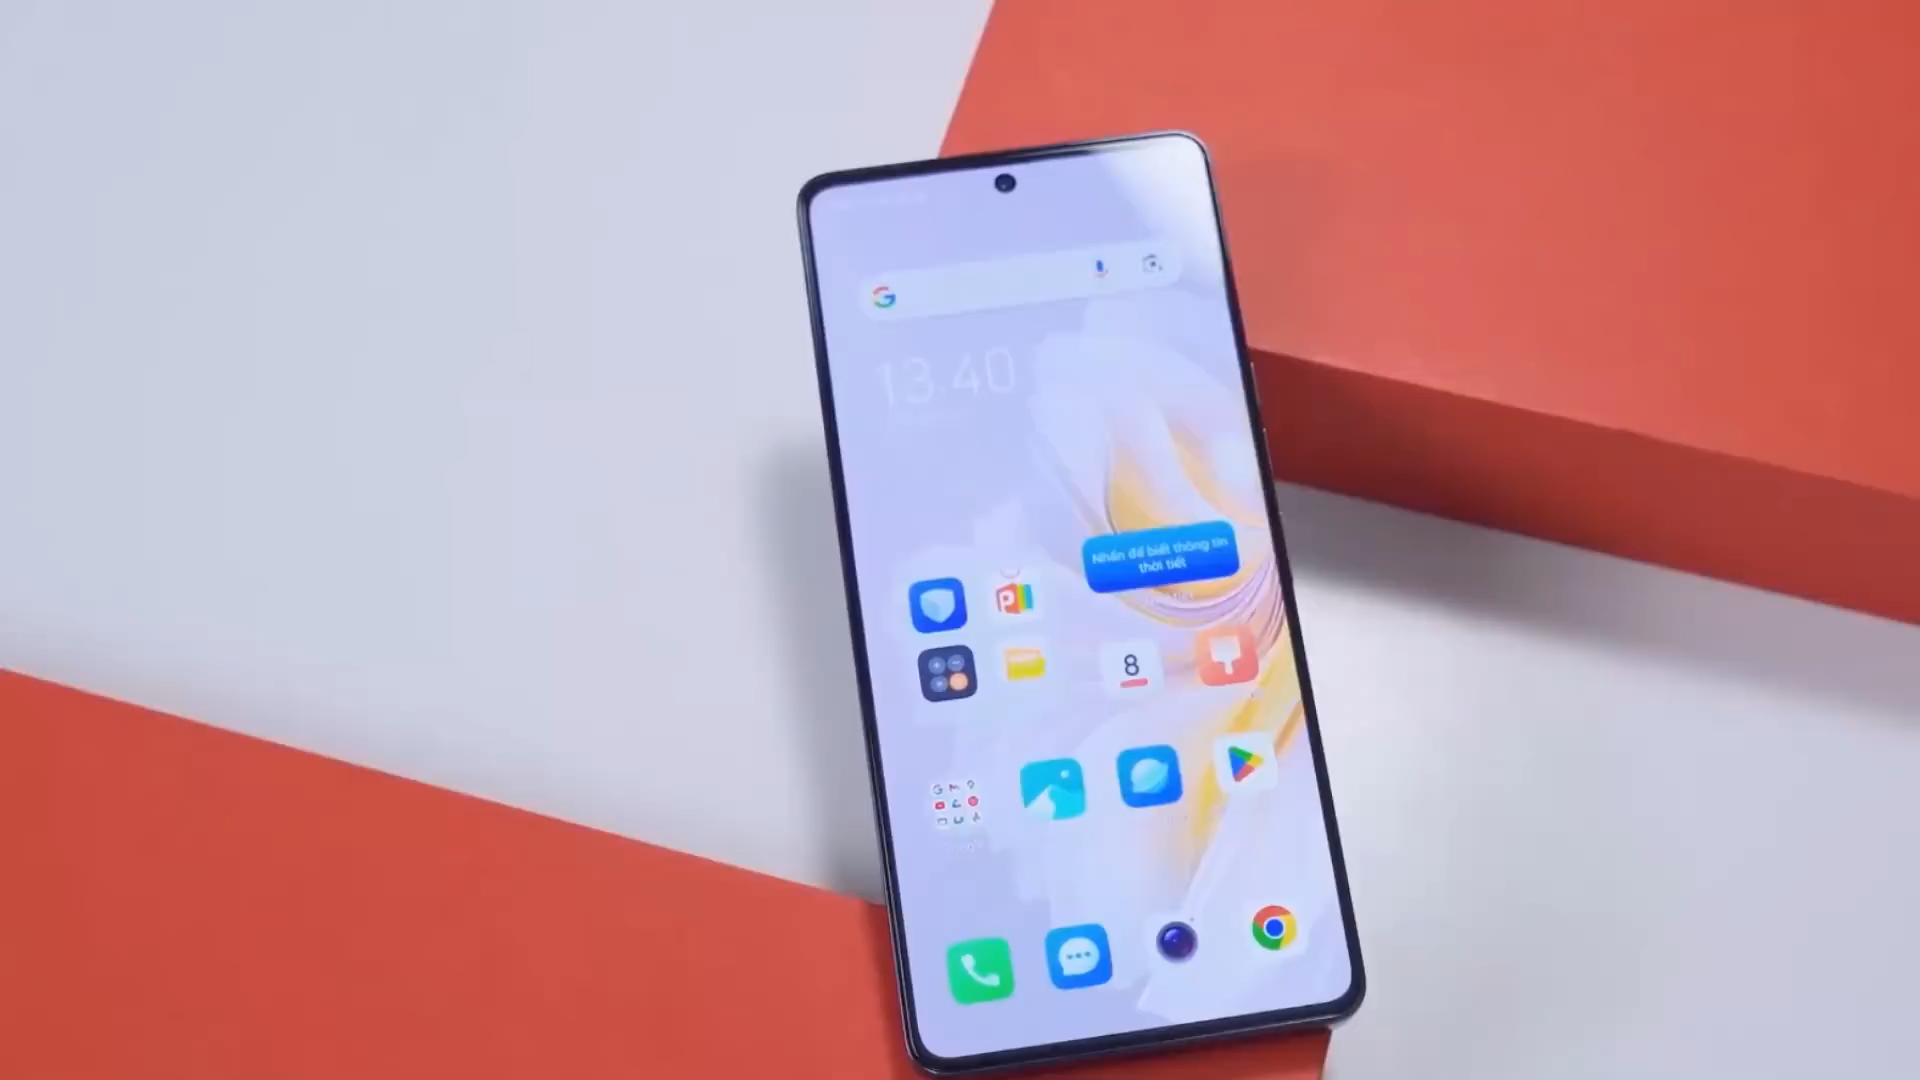 13.40
Nhấn để biết thông tin
thời tiết
8